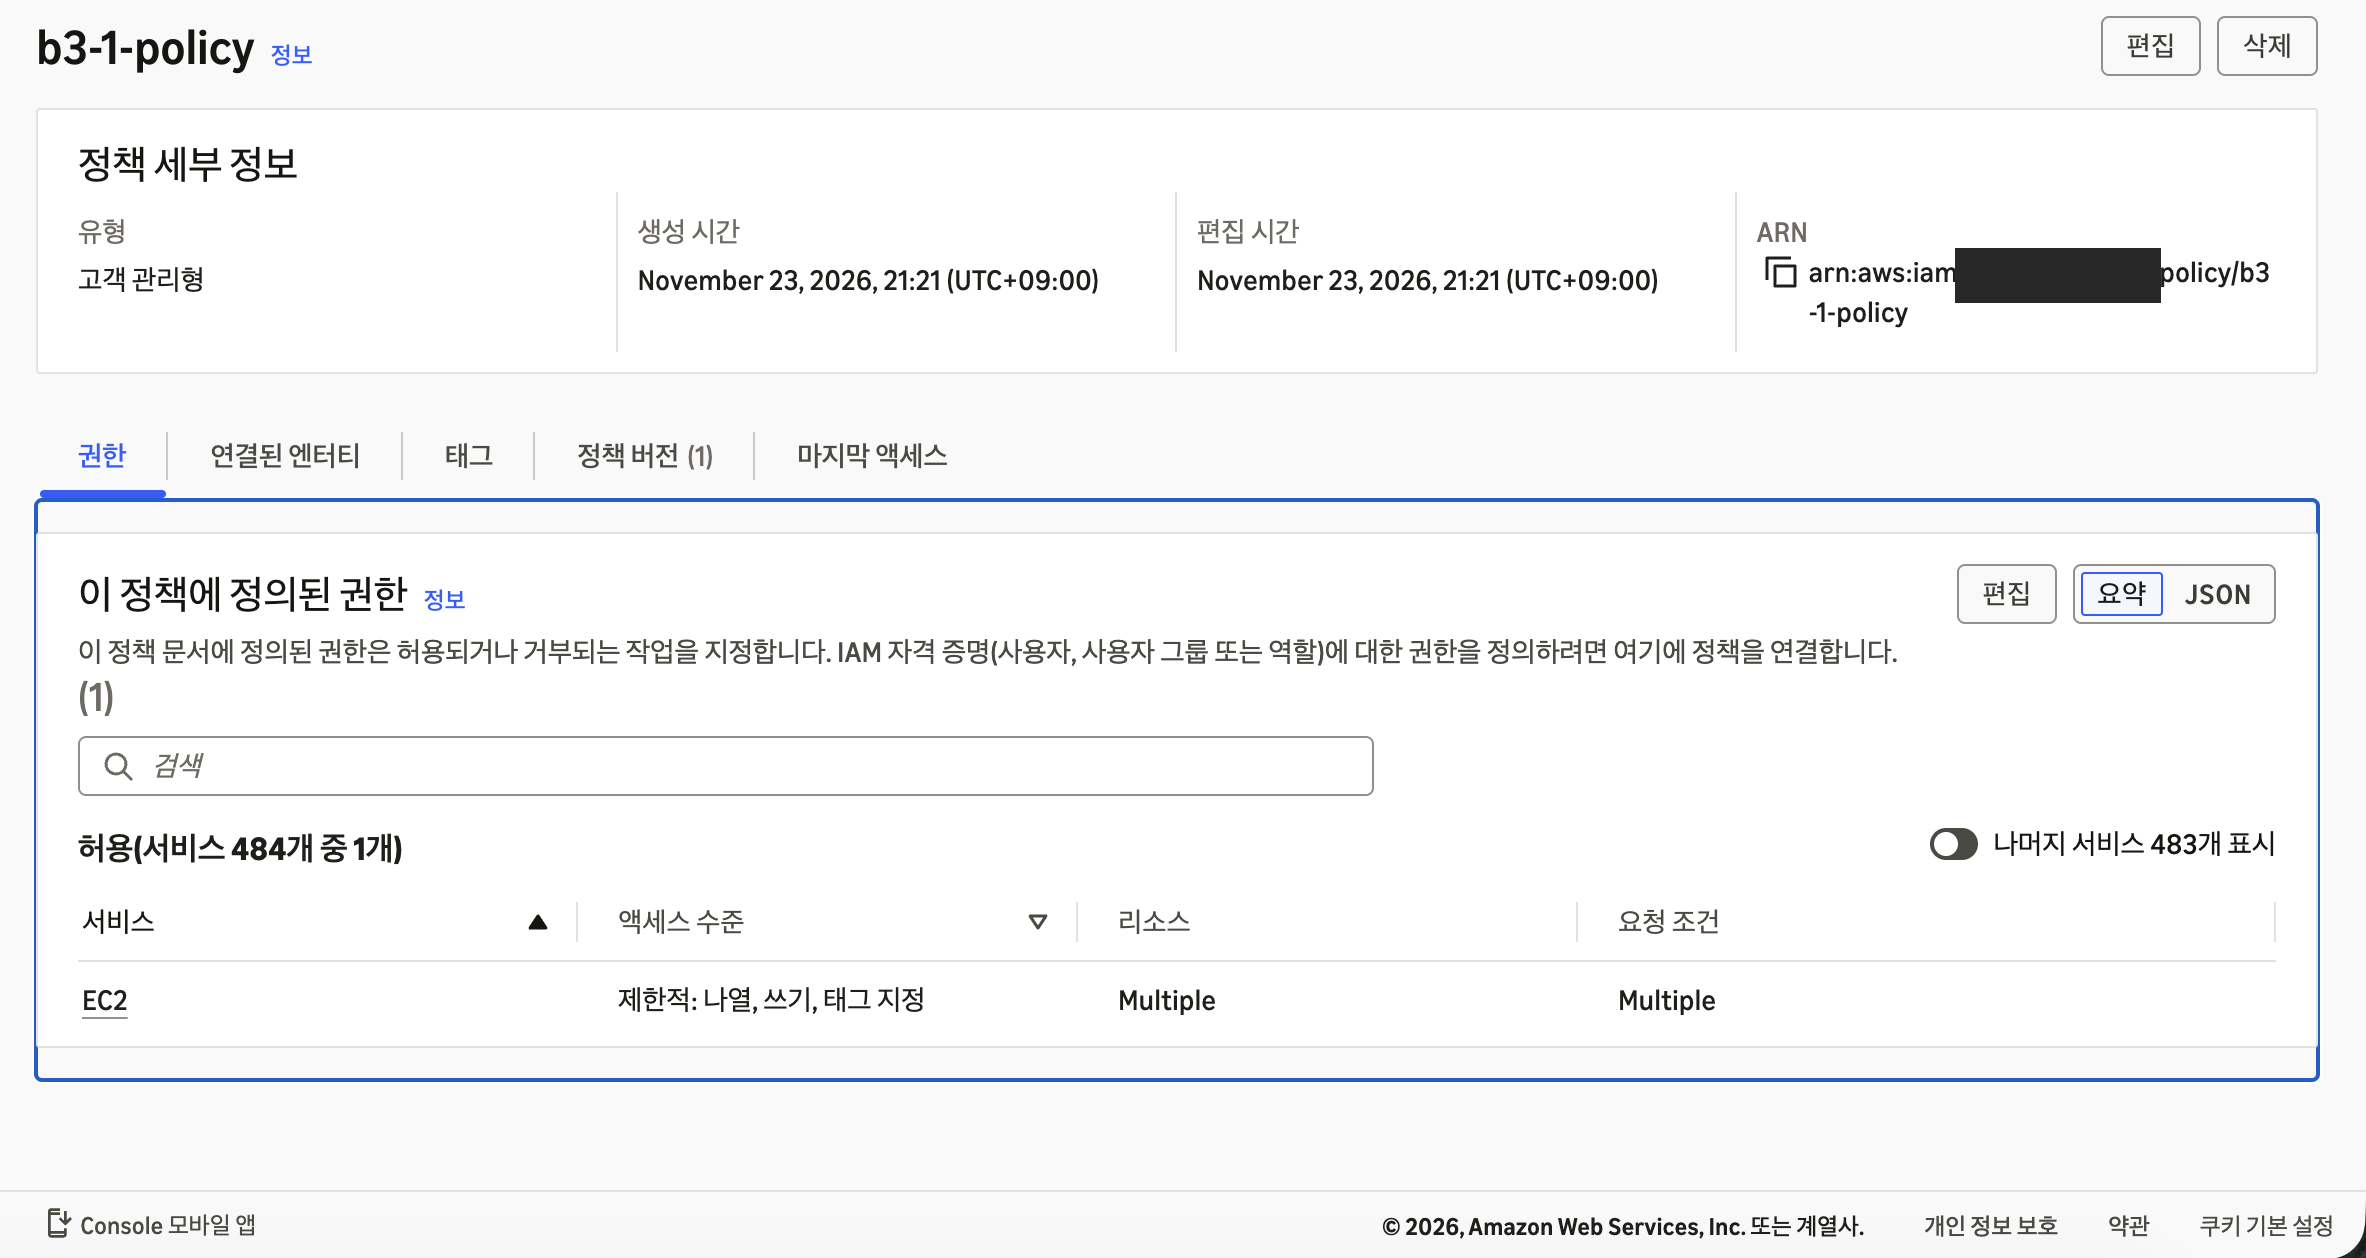 b3-1-policy 정보
편집
삭제
정책 세부 정보
유형
고객 관리형
생성 시간
November 23, 2026, 21:21 (UTC+09:00)
편집 시간
November 23, 2026, 21:21 (UTC+09:00)
ARN
arn:aws:iam policy/b3
-1-policy
권한
연결된 엔터티
태그
정책 버전 (1)
마지막 액세스
이 정책에 정의된 권한 정보
편집
요약
JSON
이 정책 문서에 정의된 권한은 허용되거나 거부되는 작업을 지정합니다. IAM 자격 증명(사용자, 사용자 그룹 또는 역할)에 대한 권한을 정의하려면 여기에 정책을 연결합니다.
(1)
검색
허용(서비스 484개 중 1개)
나머지 서비스 483개 표시
서비스
액세스 수준
리소스
요청 조건
EC2
제한적: 나열, 쓰기, 태그 지정
Multiple
Multiple
Console 모바일 앱
© 2026, Amazon Web Services, Inc. 또는 계열사.
개인 정보 보호
약관
쿠키 기본 설정